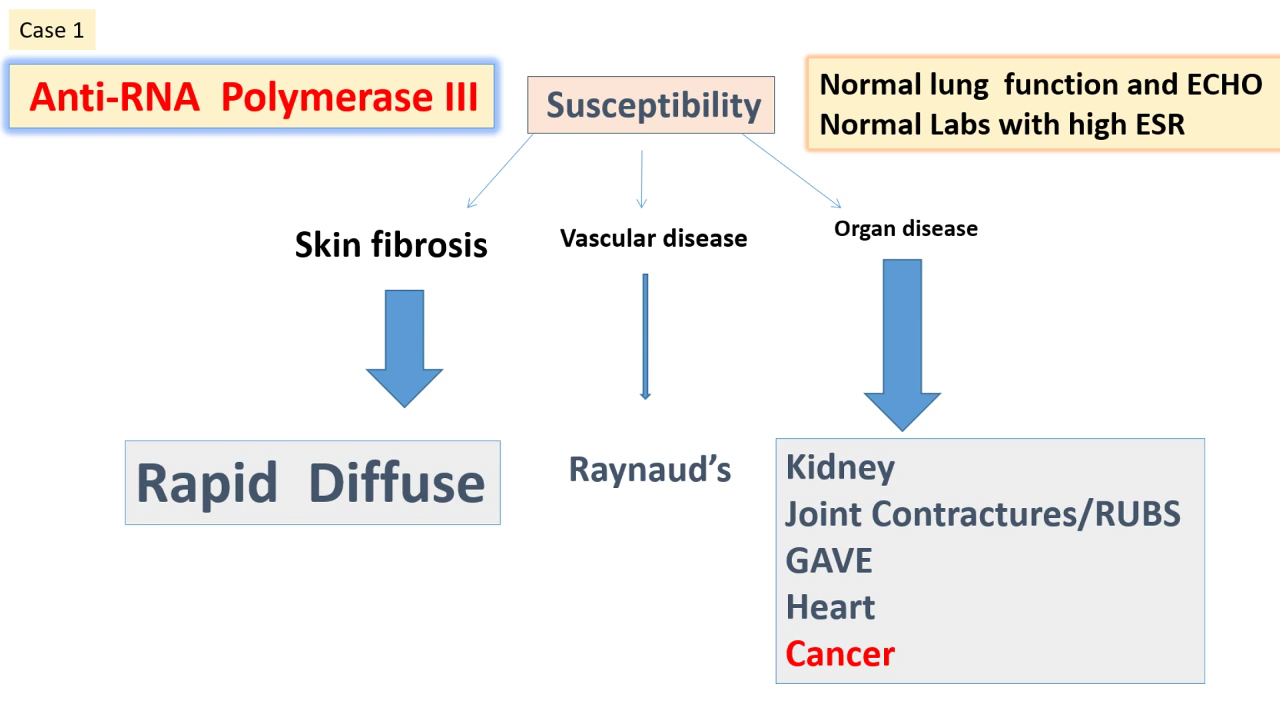 Case 1
Anti-RNA Polymerase III
Susceptibility
Normal lung function and ECHO
Normal Labs with high ESR
Skin fibrosis
Vascular disease
Organ disease
Rapid Diffuse
Raynaud’s
Kidney
Joint Contractures/RUBS
GAVE
Heart
Cancer